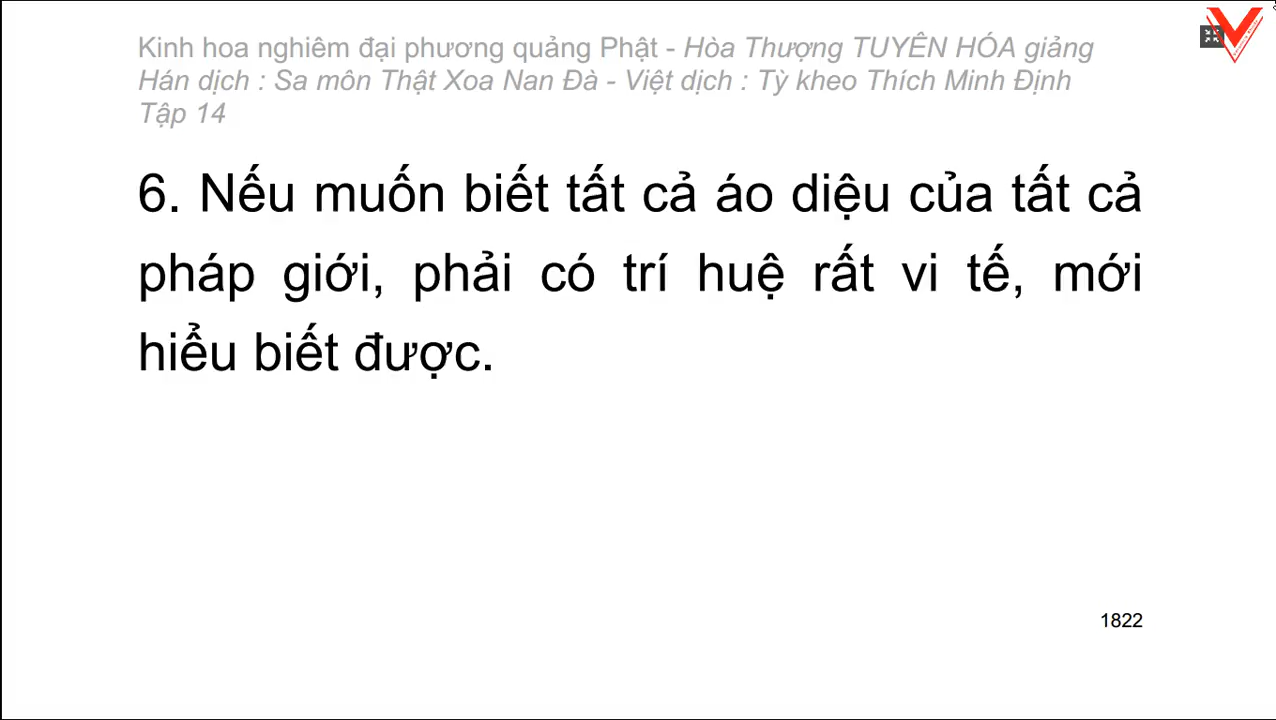 Kinh hoa nghiêm đại phương quảng Phật - Hòa Thượng TUYÊN HÓA giảng
Hán dịch : Sa môn Thật Xoa Nan Đà - Việt dịch : Tỳ kheo Thích Minh Định
Tập 14
6. Nếu muốn biết tất cả áo diệu của tất cả
pháp giới, phải có trí huệ rất vi tế, mới
hiểu biết được.
1822